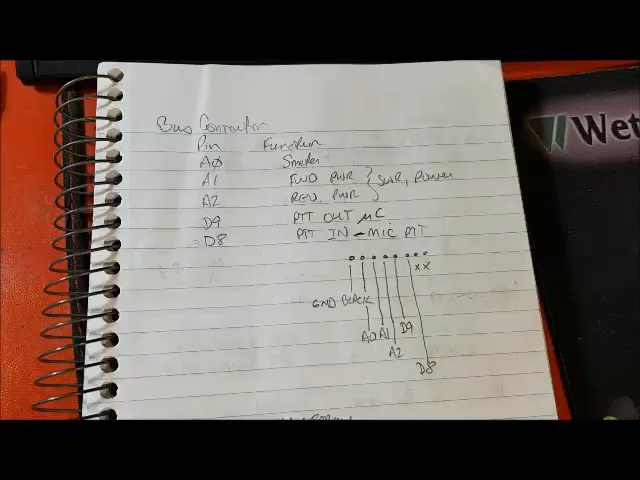 Bus Connector
Pin Function
A0 Smeter
A1 FWD PWR } SWR, Power
A2 REV. PWR
D9 PTT OUT µC
D8 PTT IN - MIC PTT
X X
GND BLACK
A0 A1 D9
A2
D8
Wet